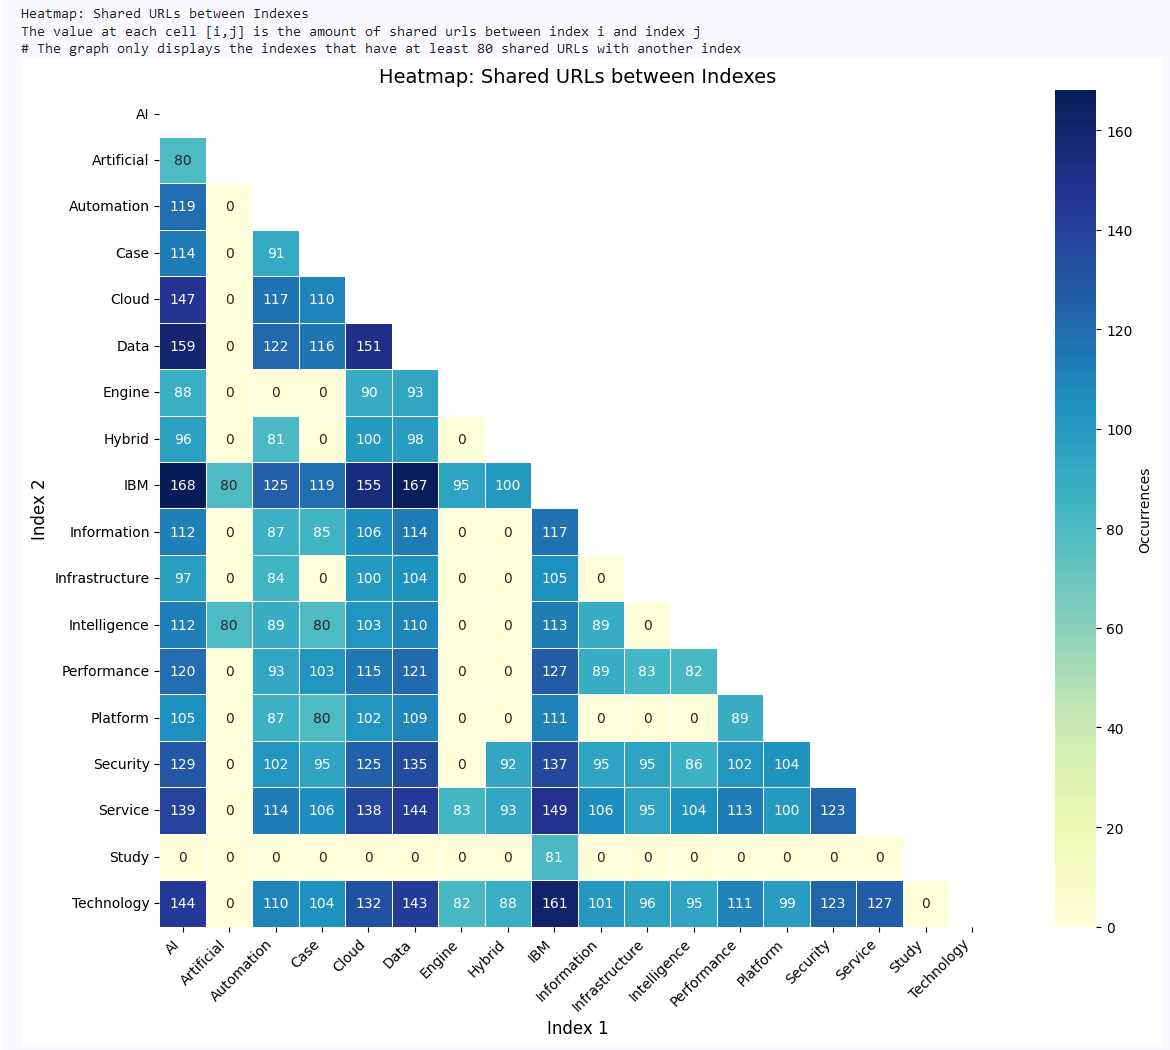 Heatmap: Shared URLs between Indexes
The value at each cell [i,j] is the amount of shared urls between index i and index j
# The graph only displays the indexes that have at least 80 shared URLs with another index
Heatmap: Shared URLs between Indexes
AI
Artificial 80
Automation 119 0
Case 114 0 91
Cloud 147 0 117 110
Data 159 0 122 116 151
Engine 88 0 0 0 90 93
Hybrid 96 0 81 0 100 98 0
IBM 168 80 125 119 155 167 95 100
Information 112 0 87 85 106 114 0 0 117
Infrastructure 97 0 84 0 100 104 0 0 105 0
Intelligence 112 80 89 80 103 110 0 0 113 89 0
Performance 120 0 93 103 115 121 0 0 127 89 83 82
Platform 105 0 87 80 102 109 0 0 111 0 0 0 89
Security 129 0 102 95 125 135 0 92 137 95 95 86 102 104
Service 139 0 114 106 138 144 83 93 149 106 95 104 113 100 123
Study 0 0 0 0 0 0 0 0 81 0 0 0 0 0 0 0
Technology 144 0 110 104 132 143 82 88 161 101 96 95 111 99 123 127 0
AI Artificial Automation Case Cloud Data Engine Hybrid IBM Information Infrastructure Intelligence Performance Platform Security Service Study Technology
Index 1
Index 2
160
140
120
100
80
60
40
20
0
Occurrences